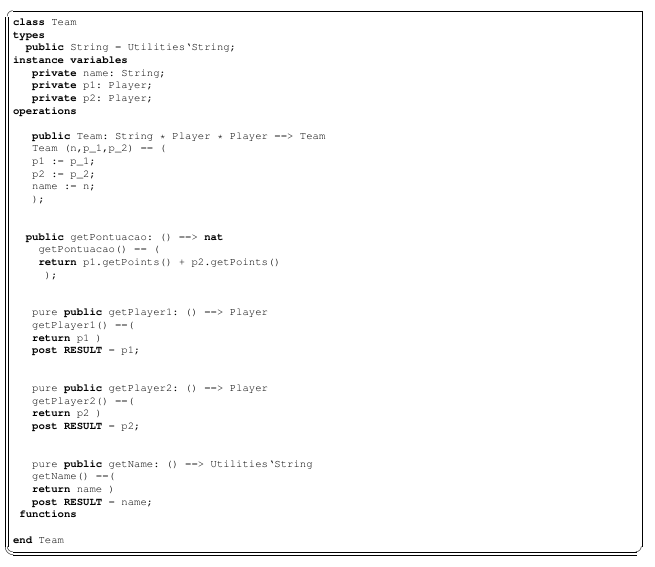 class Team
types
public String = Utilities‘String;
instance variables
private name: String;
private p1: Player;
private p2: Player;
operations
public Team: String * Player * Player ==> Team
Team (n,p_1,p_2) == (
p1 := p_1;
p2 := p_2;
name := n;
);
public getPontuacao: () ==> nat
getPontuacao() == (
return p1.getPoints() + p2.getPoints()
);
pure public getPlayer1: () ==> Player
getPlayer1() ==(
return p1 )
post RESULT = p1;
pure public getPlayer2: () ==> Player
getPlayer2() ==(
return p2 )
post RESULT = p2;
pure public getName: () ==> Utilities‘String
getName() ==(
return name )
post RESULT = name;
functions
end Team